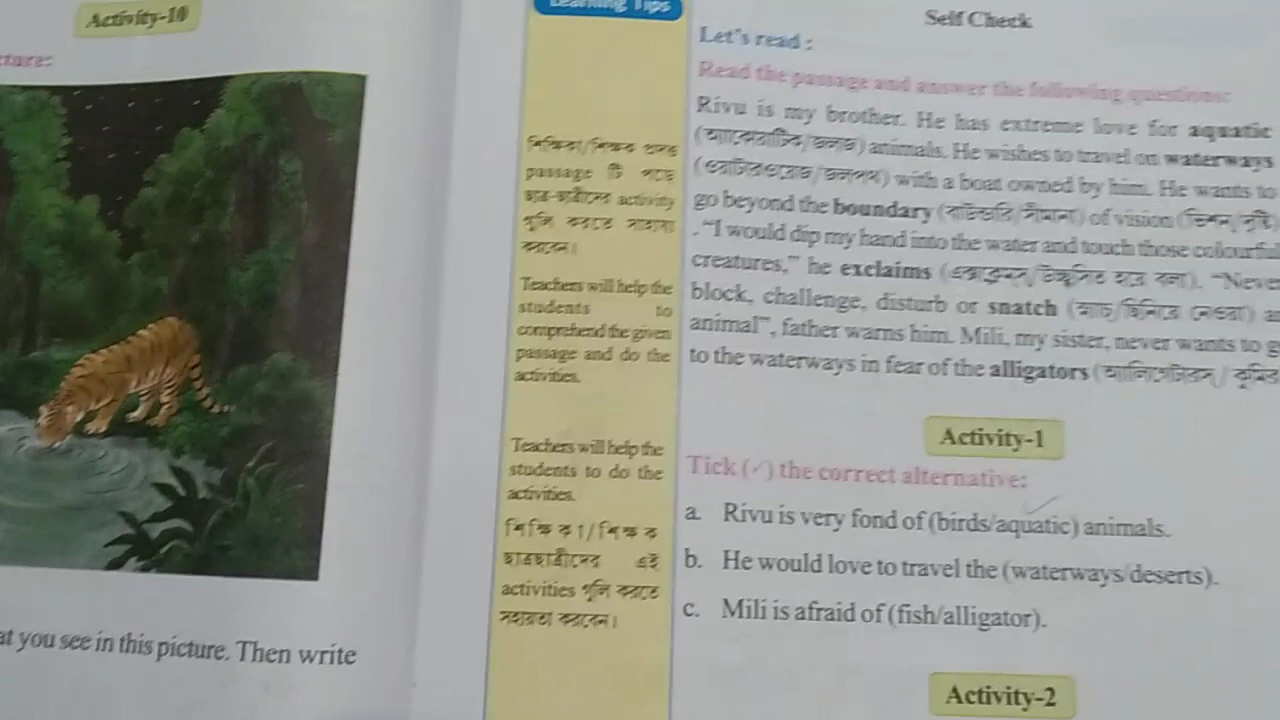 Activity-10
cture:
at you see in this picture. Then write
Learning Tips
শিক্ষিকা/শিক্ষক প্রদত্ত
passage টি পড়ে
ছাত্র-ছাত্রীদের activity
গুলি করতে সাহায্য
করবেন।
Teachers will help the
students to
comprehend the given
passage and do the
activities.
Teachers will help the
students to do the
activities.
শিক্ষিকা/শিক্ষক
ছাত্রছাত্রীদের এই
activities গুলি করতে
সহায়তা করবেন।
Self Check
Let's read :
Read the passage and answer the following questions:
Rivu is my brother. He has extreme love for aquatic
(অ্যাকোয়াটিক/জলজ) animals. He wishes to travel on waterways
(ওয়াটারওয়েজ/জলপথ) with a boat owned by him. He wants to
go beyond the boundary (বাউন্ডারি/সীমানা) of vision (ভিশন/দৃষ্টি)
. "I would dip my hand into the water and touch those colourful
creatures," he exclaims (এক্সক্লেমস্/উচ্ছ্বসিত হয়ে বলা). "Never
block, challenge, disturb or snatch (স্ন্যাচ/ছিনিয়ে নেওয়া) a
animal", father warns him. Mili, my sister, never wants to g
to the waterways in fear of the alligators (অ্যালিগেটরস্/কুমির
Activity-1
Tick (✓) the correct alternative:
a. Rivu is very fond of (birds/aquatic) animals.
b. He would love to travel the (waterways/deserts).
c. Mili is afraid of (fish/alligator).
Activity-2